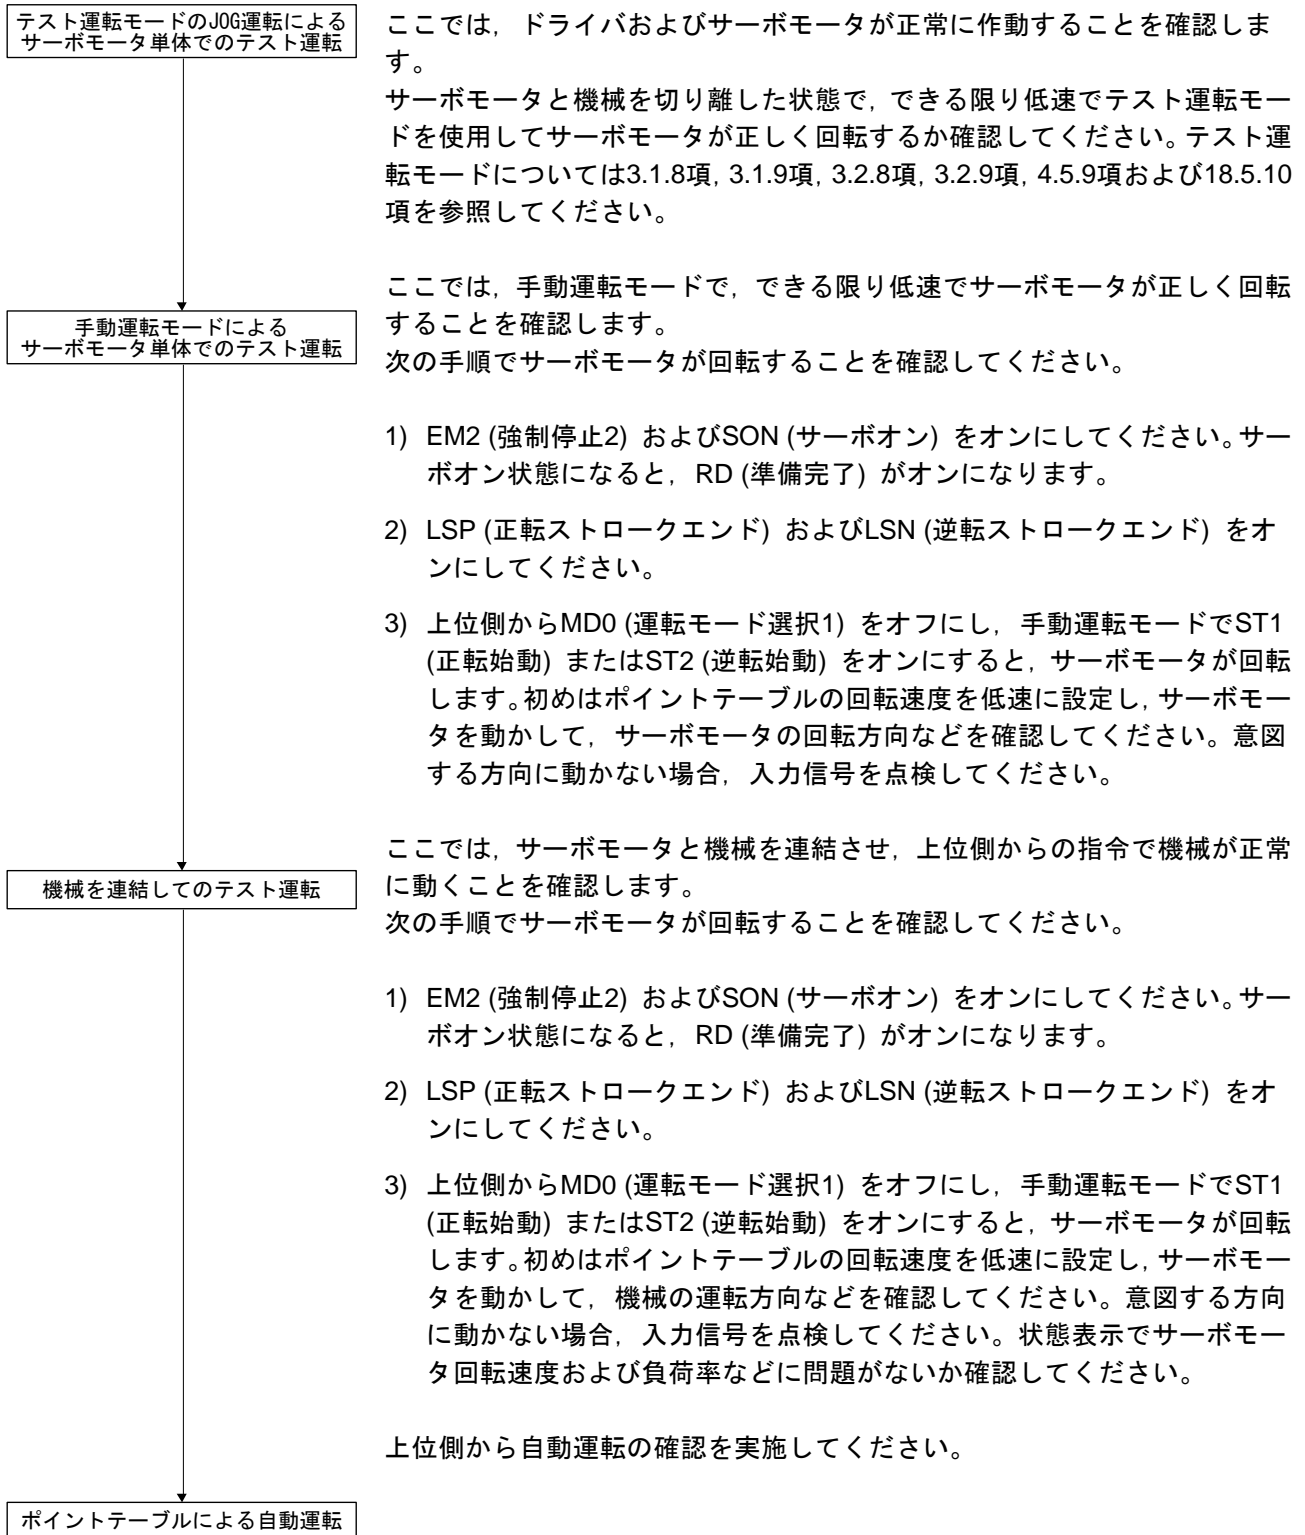 テスト運転モードのJOG運転による
サーボモータ単体でのテスト運転
ここでは，ドライバおよびサーボモータが正常に作動することを確認しま
す。
サーボモータと機械を切り離した状態で，できる限り低速でテスト運転モー
ドを使用してサーボモータが正しく回転するか確認してください。テスト運
転モードについては3.1.8項，3.1.9項，3.2.8項，3.2.9項，4.5.9項および18.5.10
項を参照してください。
手動運転モードによる
サーボモータ単体でのテスト運転
ここでは，手動運転モードで，できる限り低速でサーボモータが正しく回転
することを確認します。
次の手順でサーボモータが回転することを確認してください。
1) EM2 (強制停止2) およびSON (サーボオン) をオンにしてください。サー
ボオン状態になると，RD (準備完了) がオンになります。
2) LSP (正転ストロークエンド) およびLSN (逆転ストロークエンド) をオ
ンにしてください。
3) 上位側からMD0 (運転モード選択1) をオフにし，手動運転モードでST1
(正転始動) またはST2 (逆転始動) をオンにすると，サーボモータが回転
します。初めはポイントテーブルの回転速度を低速に設定し，サーボモー
タを動かして，サーボモータの回転方向などを確認してください。意図
する方向に動かない場合，入力信号を点検してください。
機械を連結してのテスト運転
ここでは，サーボモータと機械を連結させ，上位側からの指令で機械が正常
に動くことを確認します。
次の手順でサーボモータが回転することを確認してください。
1) EM2 (強制停止2) およびSON (サーボオン) をオンにしてください。サー
ボオン状態になると，RD (準備完了) がオンになります。
2) LSP (正転ストロークエンド) およびLSN (逆転ストロークエンド) をオ
ンにしてください。
3) 上位側からMD0 (運転モード選択1) をオフにし，手動運転モードでST1
(正転始動) またはST2 (逆転始動) をオンにすると，サーボモータが回転
します。初めはポイントテーブルの回転速度を低速に設定し，サーボモー
タを動かして，機械の運転方向などを確認してください。意図する方向
に動かない場合，入力信号を点検してください。状態表示でサーボモー
タ回転速度および負荷率などに問題がないか確認してください。
上位側から自動運転の確認を実施してください。
ポイントテーブルによる自動運転